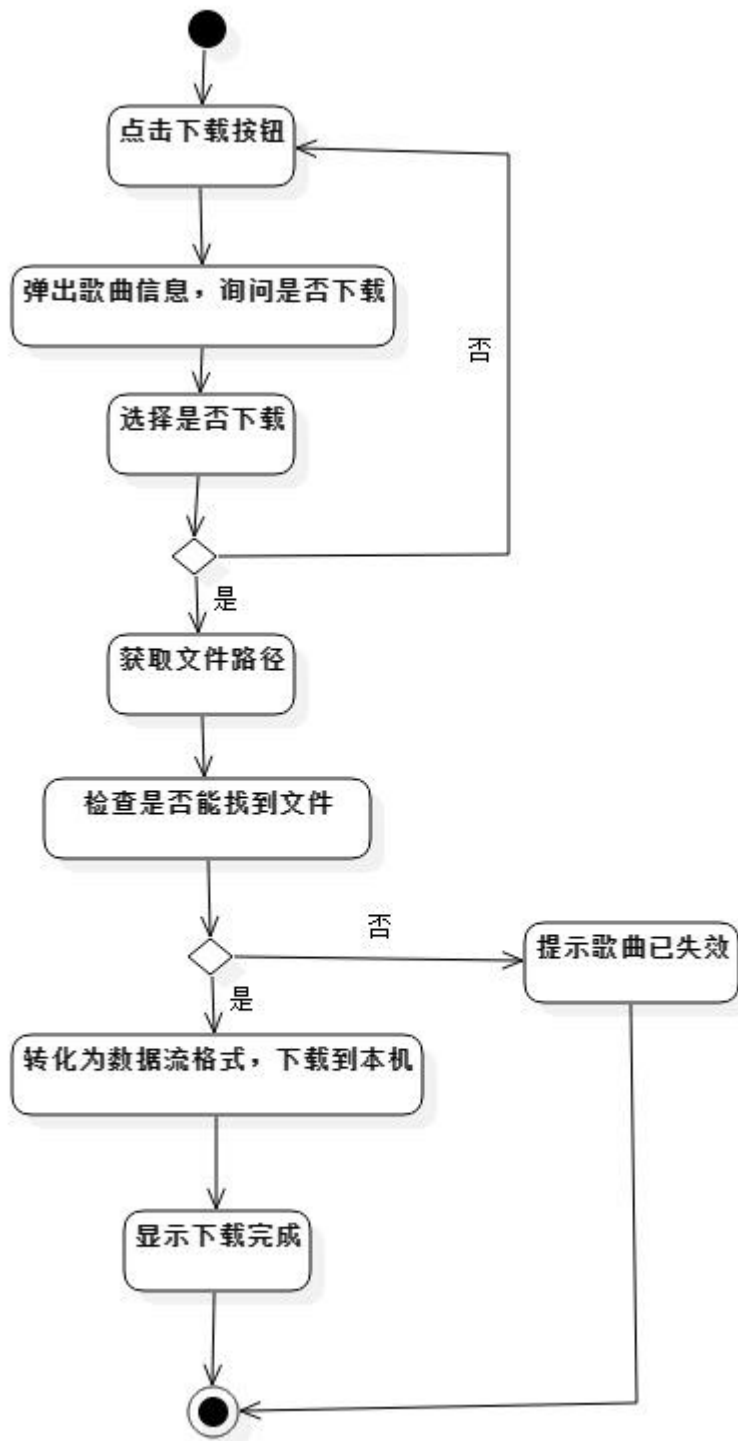 点击下载按钮
弹出歌曲信息，询问是否下载
否
选择是否下载
是
获取文件路径
检查是否能找到文件
否
提示歌曲已失效
是
转化为数据流格式，下载到本机
显示下载完成